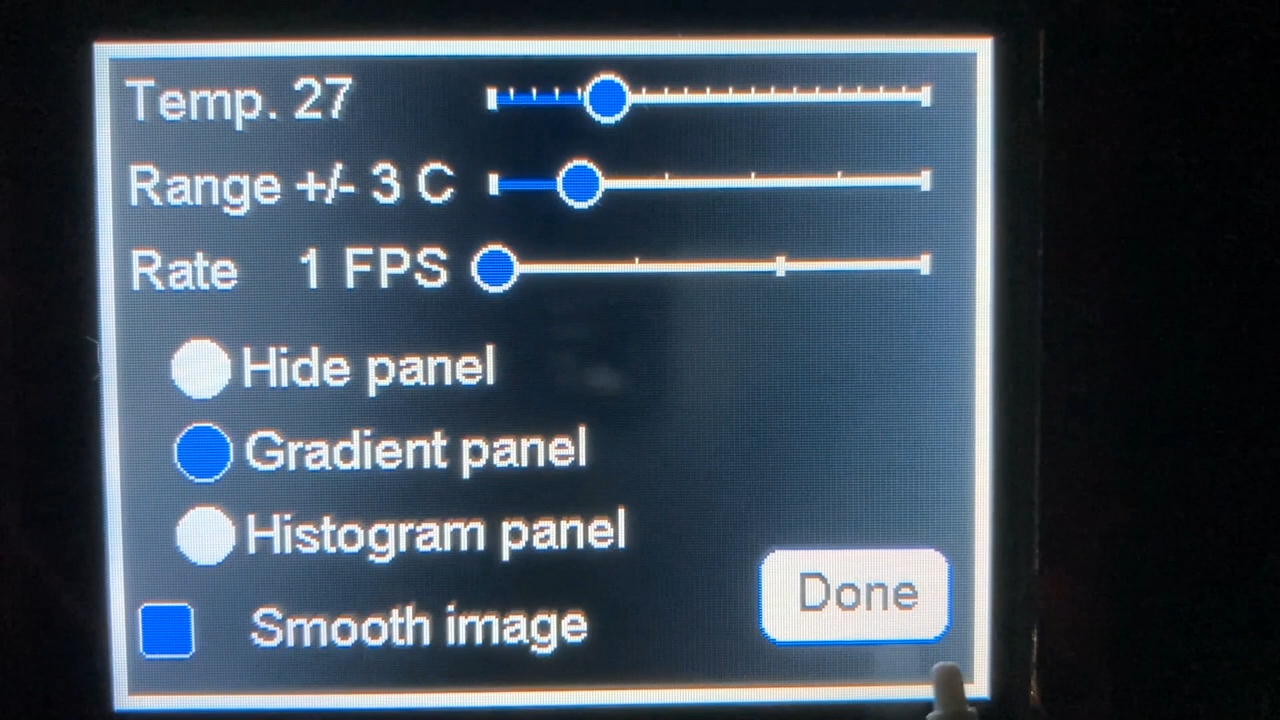 Temp. 27
Range +/- 3 C
Rate 1 FPS
Hide panel
Gradient panel
Histogram panel
Smooth image
Done